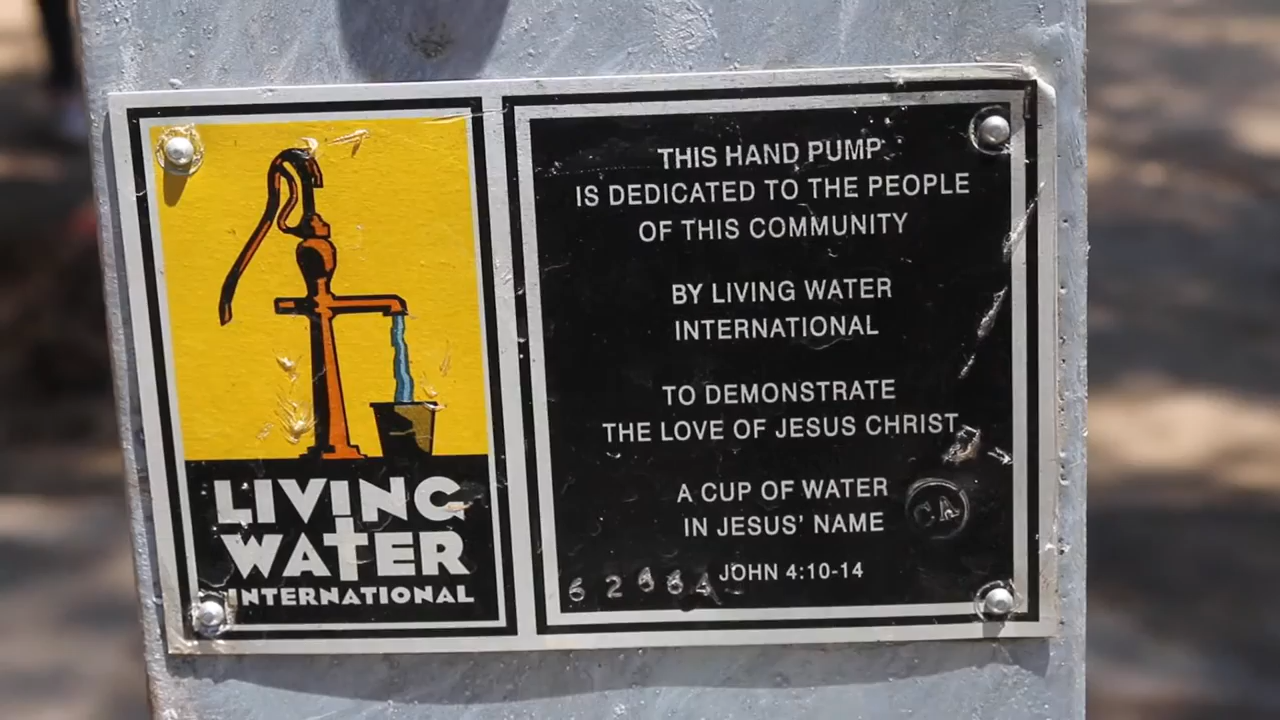 LIVING
WATER
INTERNATIONAL
THIS HAND PUMP
IS DEDICATED TO THE PEOPLE
OF THIS COMMUNITY
BY LIVING WATER
INTERNATIONAL
TO DEMONSTRATE
THE LOVE OF JESUS CHRIST
A CUP OF WATER
IN JESUS' NAME
CA
JOHN 4:10-14